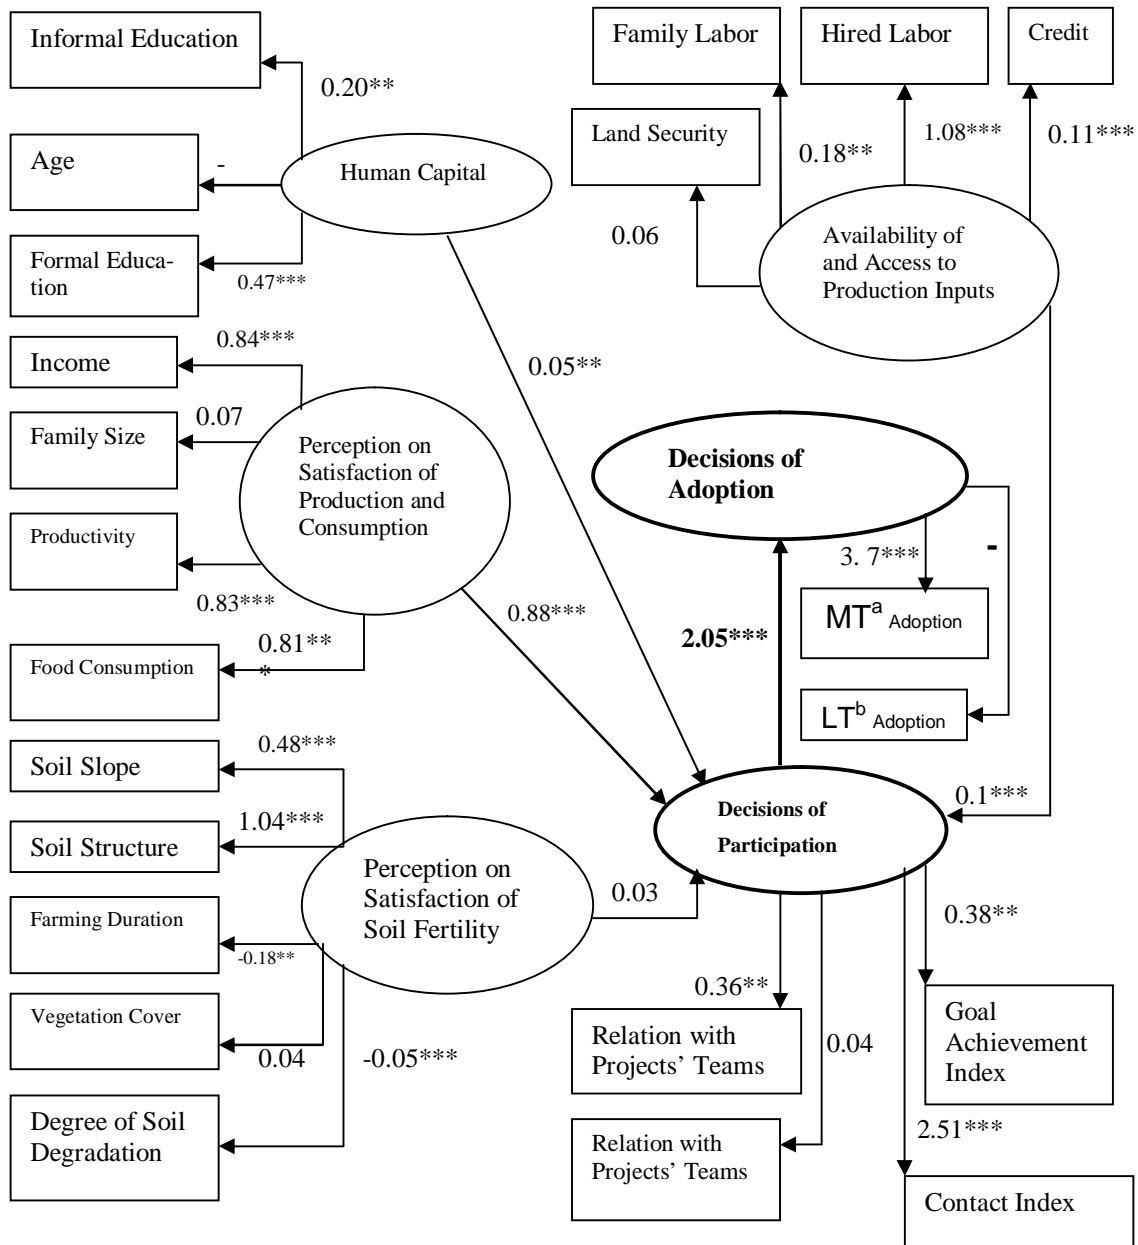 Informal Education
0.20**
Age
-
Human Capital
Formal Educa-
tion
0.47***
Family Labor
Hired Labor
Credit
Land Security
0.18**
1.08***
0.11***
0.06
Availability of
and Access to
Production Inputs
Income
0.84***
Family Size
0.07
Productivity
0.83***
Perception on
Satisfaction of
Production and
Consumption
Food Consumption
0.81**
*
0.05**
0.88***
Decisions of
Adoption
3. 7***
-
MTa Adoption
LTb Adoption
2.05***
0.1***
Decisions of
Participation
Soil Slope
0.48***
Soil Structure
1.04***
Farming Duration
-0.18**
Vegetation Cover
0.04
Degree of Soil
Degradation
-0.05***
Perception on
Satisfaction of
Soil Fertility
0.03
0.36**
0.04
0.38**
2.51***
Relation with
Projects’ Teams
Relation with
Projects’ Teams
Goal
Achievement
Index
Contact Index